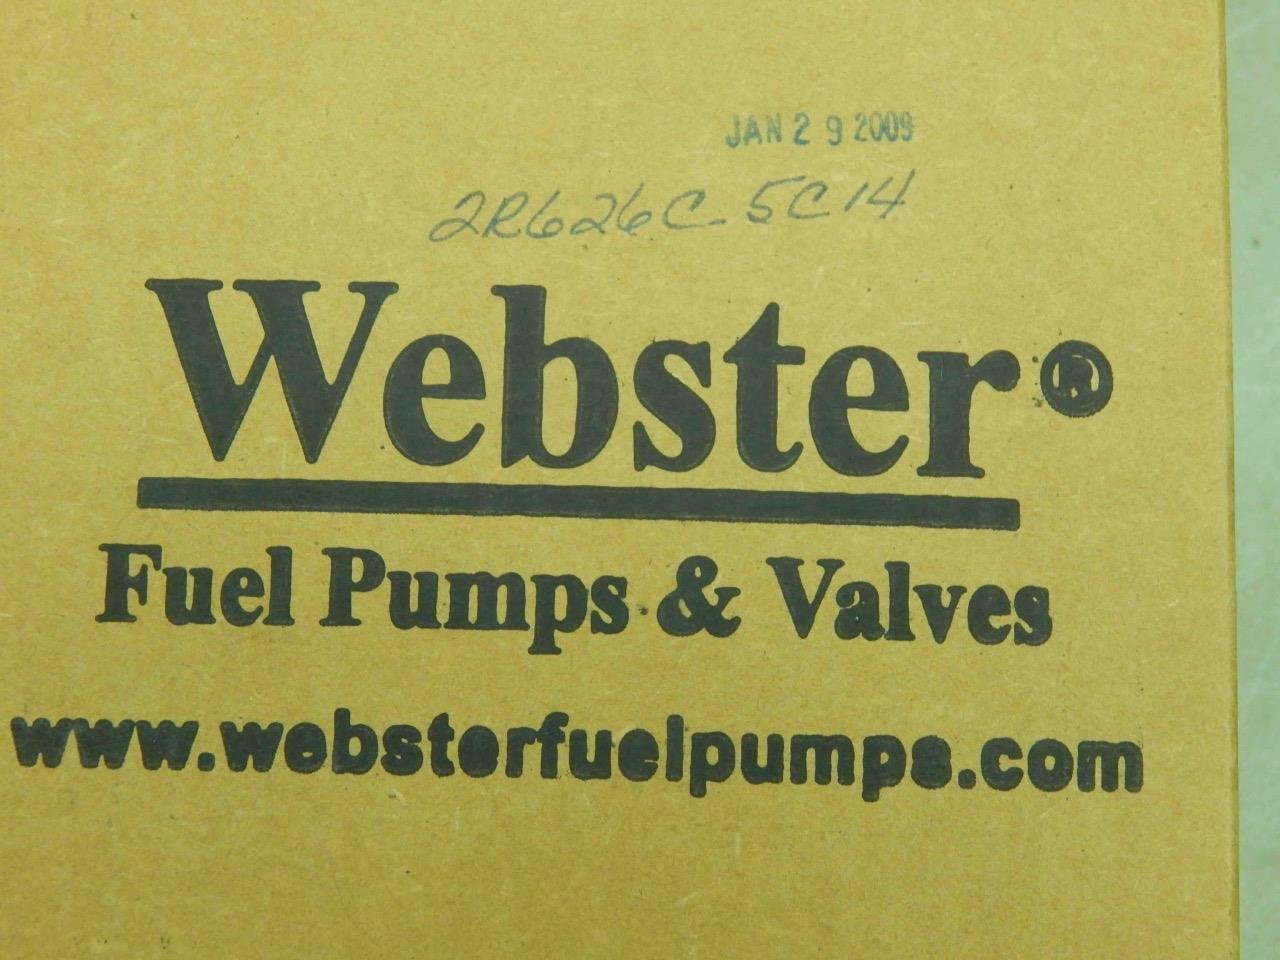 JAN 29 2009
2R626C-5C14
Webster®
Fuel Pumps & Valves
www.websterfuelpumps.com